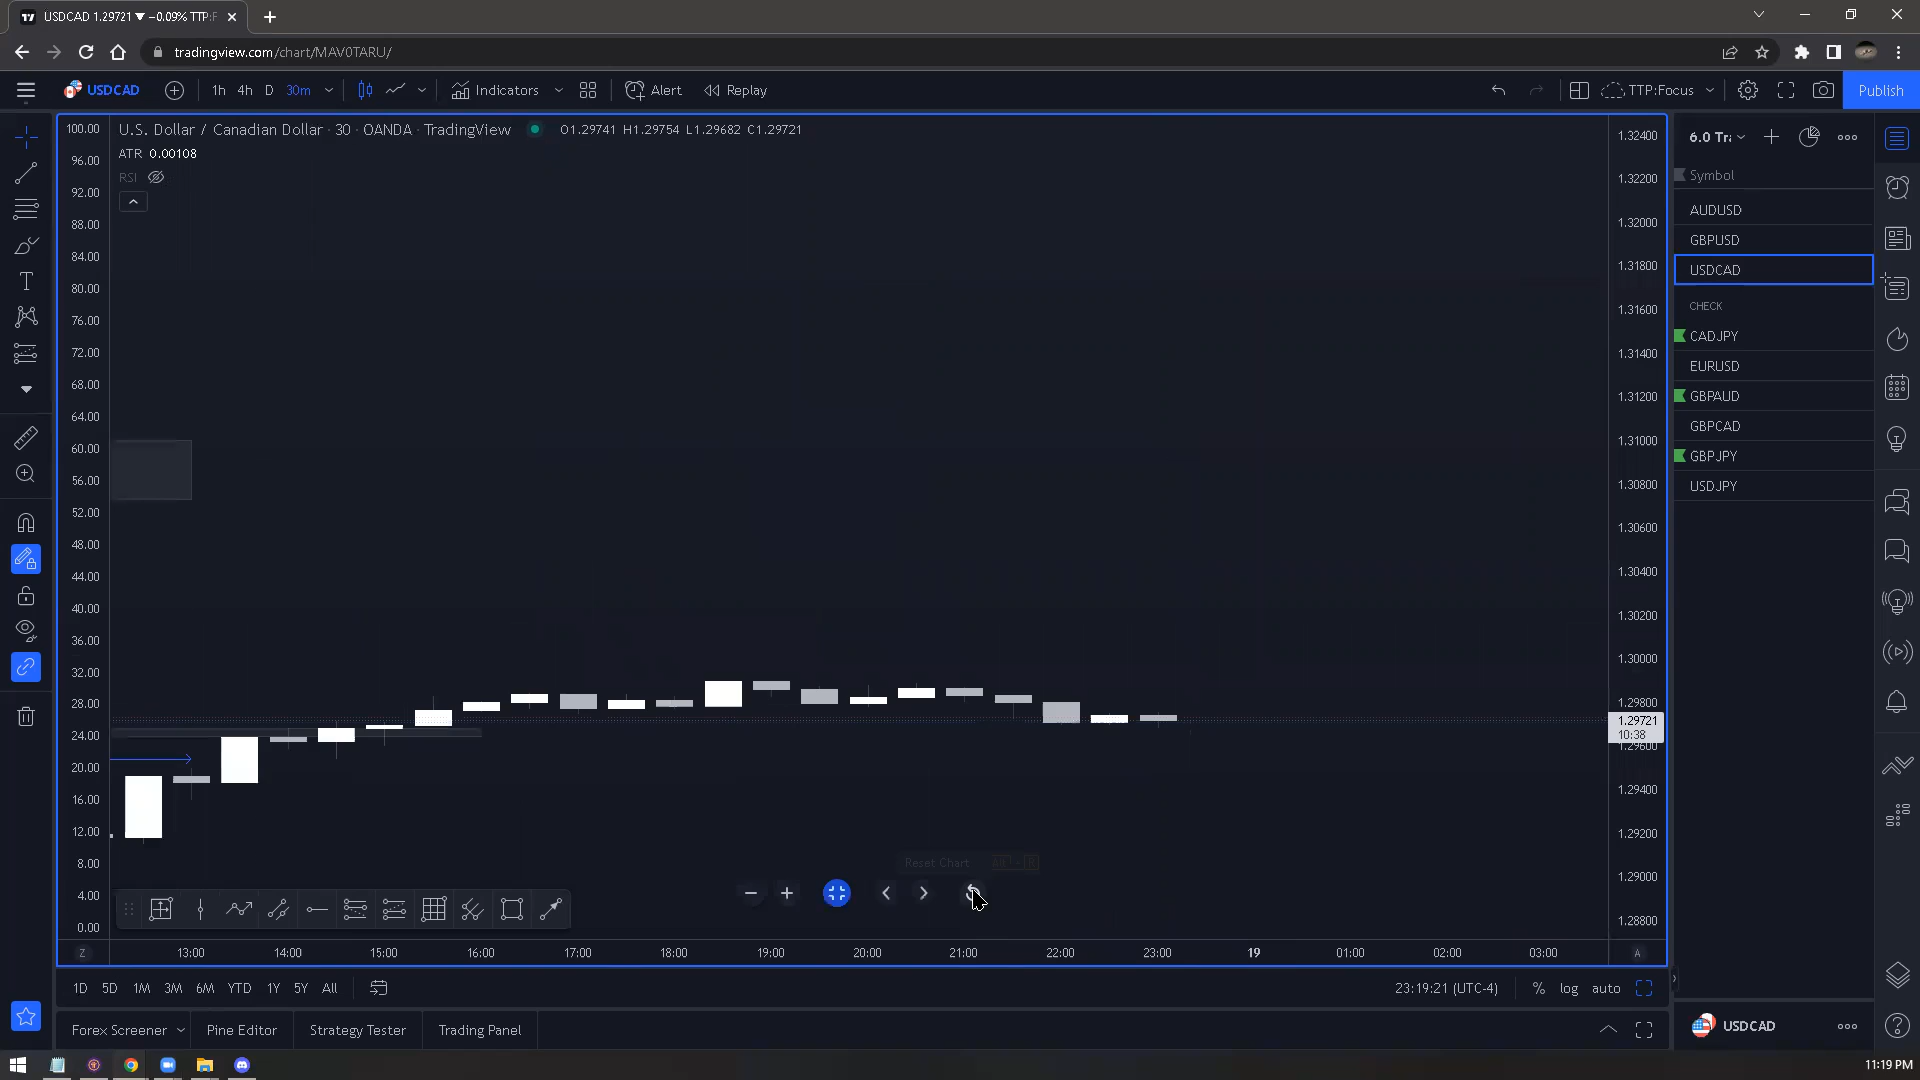 USDCAD 1.29721 ▼ −0.09% TTP:F
tradingview.com/chart/MAV0TARU/
USDCAD
1h 4h D 30m
Indicators
Alert
Replay
TTP:Focus
Publish
U.S. Dollar / Canadian Dollar · 30 · OANDA · TradingView
O1.29741 H1.29754 L1.29682 C1.29721
ATR 0.00108
RSI
100.00
96.00
92.00
88.00
84.00
80.00
76.00
72.00
68.00
64.00
60.00
56.00
52.00
48.00
44.00
40.00
36.00
32.00
28.00
24.00
20.00
16.00
12.00
8.00
4.00
0.00
1.32400
1.32200
1.32000
1.31800
1.31600
1.31400
1.31200
1.31000
1.30800
1.30600
1.30400
1.30200
1.30000
1.29800
1.29721
10:38
1.29600
1.29400
1.29200
1.29000
1.28800
6.0 Tr
Symbol
AUDUSD
GBPUSD
USDCAD
CHECK
CADJPY
EURUSD
GBPAUD
GBPCAD
GBPJPY
USDJPY
Reset Chart
Z 13:00 14:00 15:00 16:00 17:00 18:00 19:00 20:00 21:00 22:00 23:00 19 01:00 02:00 03:00 A
1D 5D 1M 3M 6M YTD 1Y 5Y All
23:19:21 (UTC-4) % log auto
Forex Screener Pine Editor Strategy Tester Trading Panel
USDCAD
11:19 PM